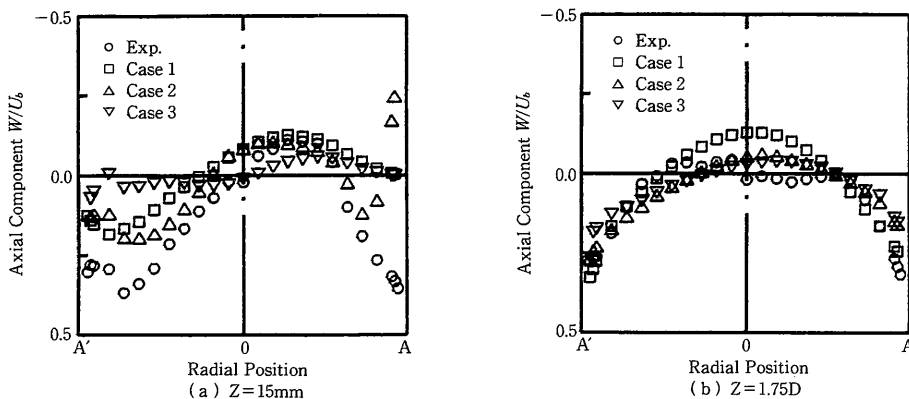 −0.5
Exp.
Case 1
Case 2
Case 3
0.0
0.5
Axial Component W/U_b
A′
0
A
Radial Position
(a) Z=15mm
−0.5
Exp.
Case 1
Case 2
Case 3
0.0
0.5
Axial Component W/U_b
A′
0
A
Radial Position
(b) Z=1.75D